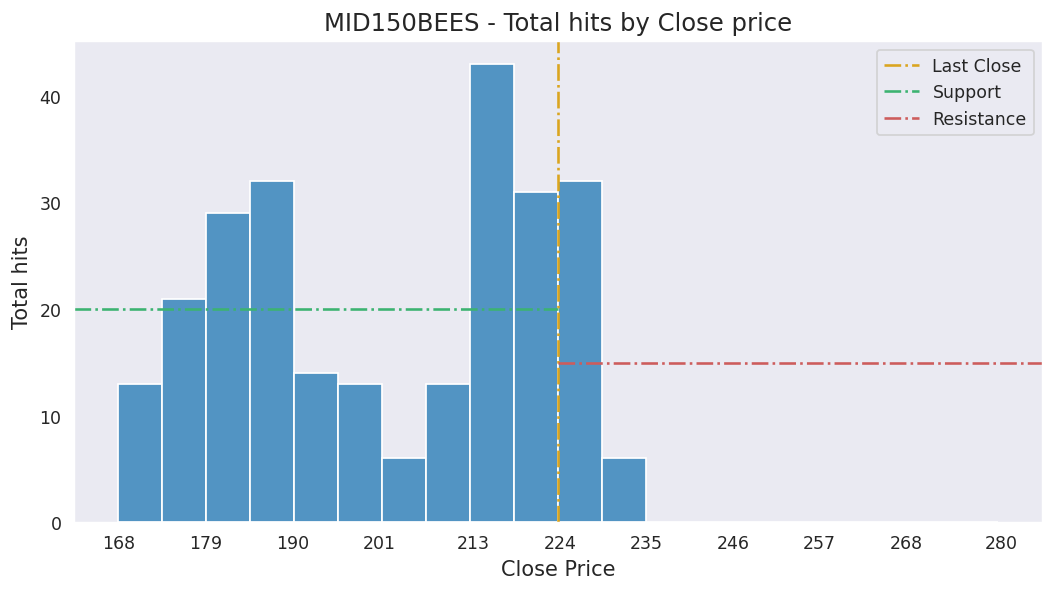 MID150BEES - Total hits by Close price
Last Close
Support
Resistance
Total hits
40
30
20
10
0
168 179 190 201 213 224 235 246 257 268 280
Close Price